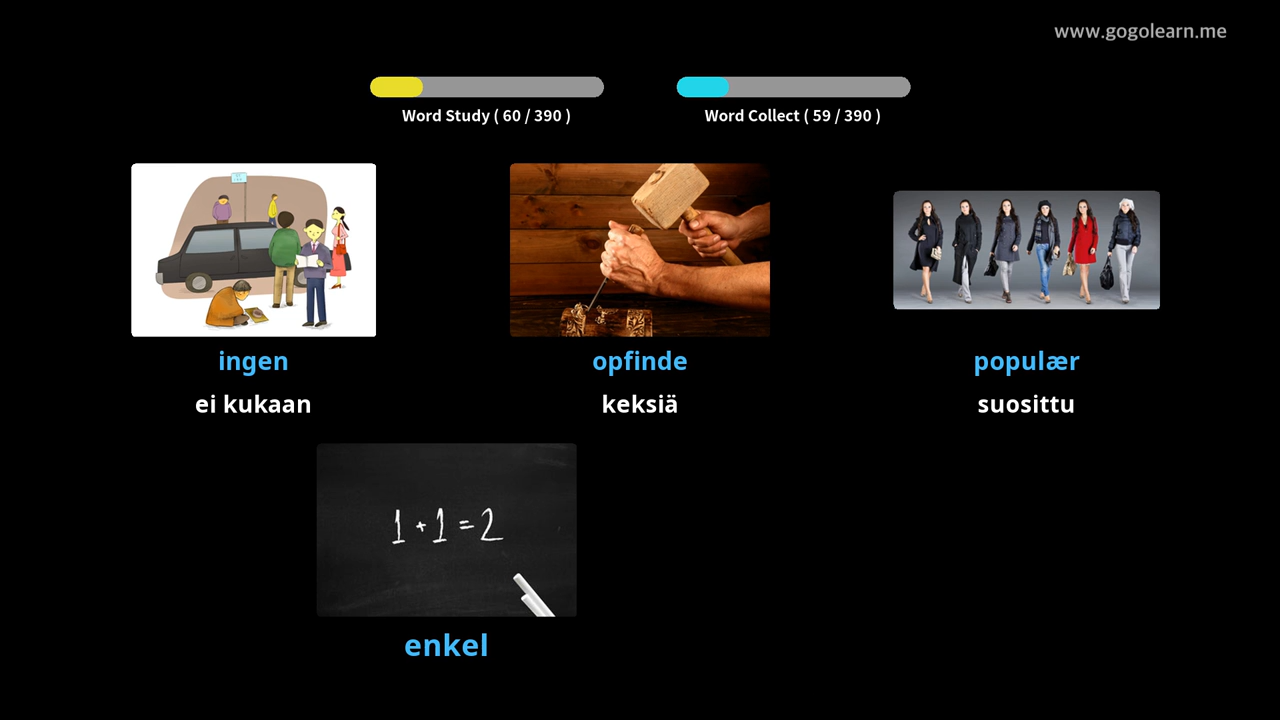 www.gogolearn.me
Word Study ( 60 / 390 )
Word Collect ( 59 / 390 )
ingen
opfinde
populær
ei kukaan
keksiä
suosittu
1 + 1 = 2
enkel